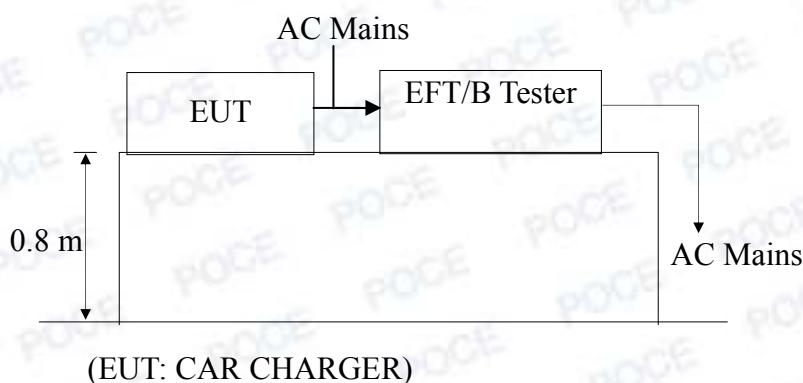 AC Mains
EUT
EFT/B Tester
0.8 m
AC Mains
(EUT: CAR CHARGER)
POCE